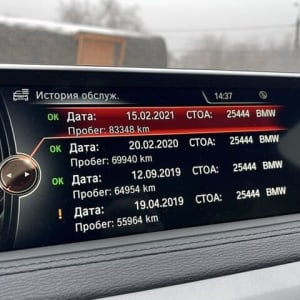 История обслуж. 14:37
OK Дата: 15.02.2021 СТОА: 25444 BMW
Пробег: 83348 km
OK Дата: 20.02.2020 СТОА: 25444 BMW
Пробег: 69940 km
OK Дата: 12.09.2019 СТОА: 25444 BMW
Пробег: 64954 km
! Дата: 19.04.2019 СТОА: 25444 BMW
Пробег: 55964 km